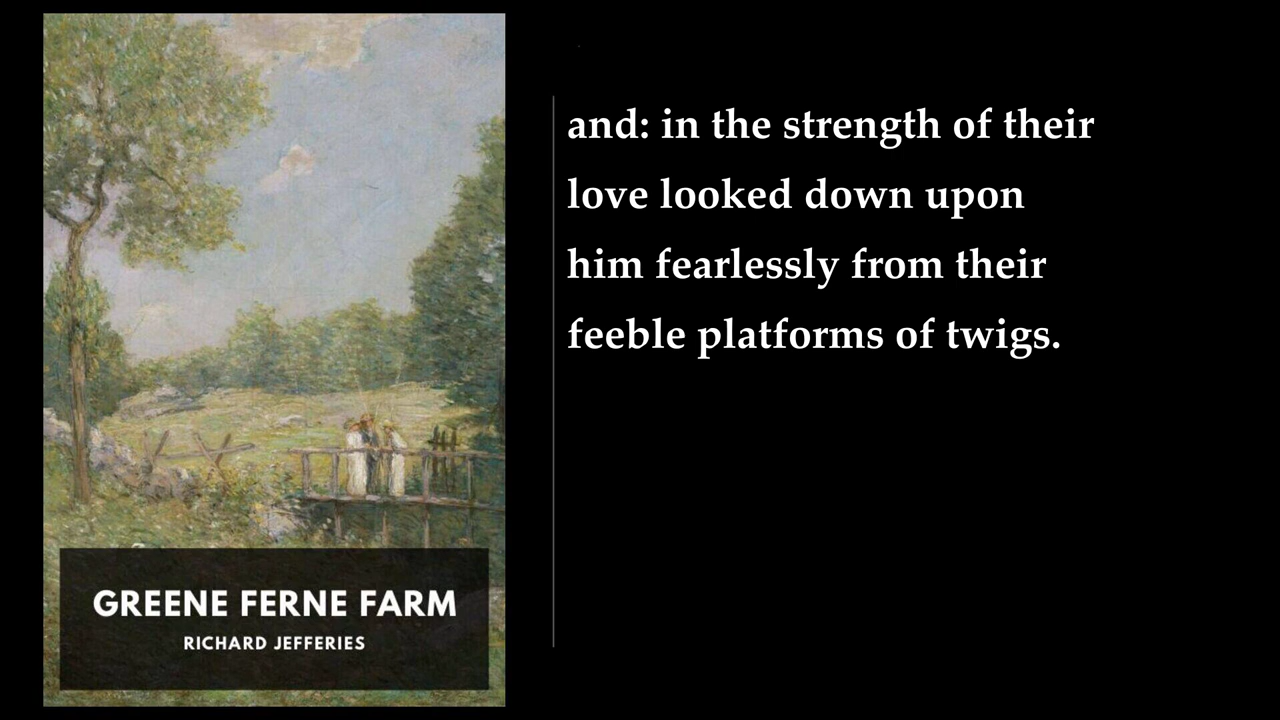 GREENE FERNE FARM
RICHARD JEFFERIES
and: in the strength of their
love looked down upon
him fearlessly from their
feeble platforms of twigs.